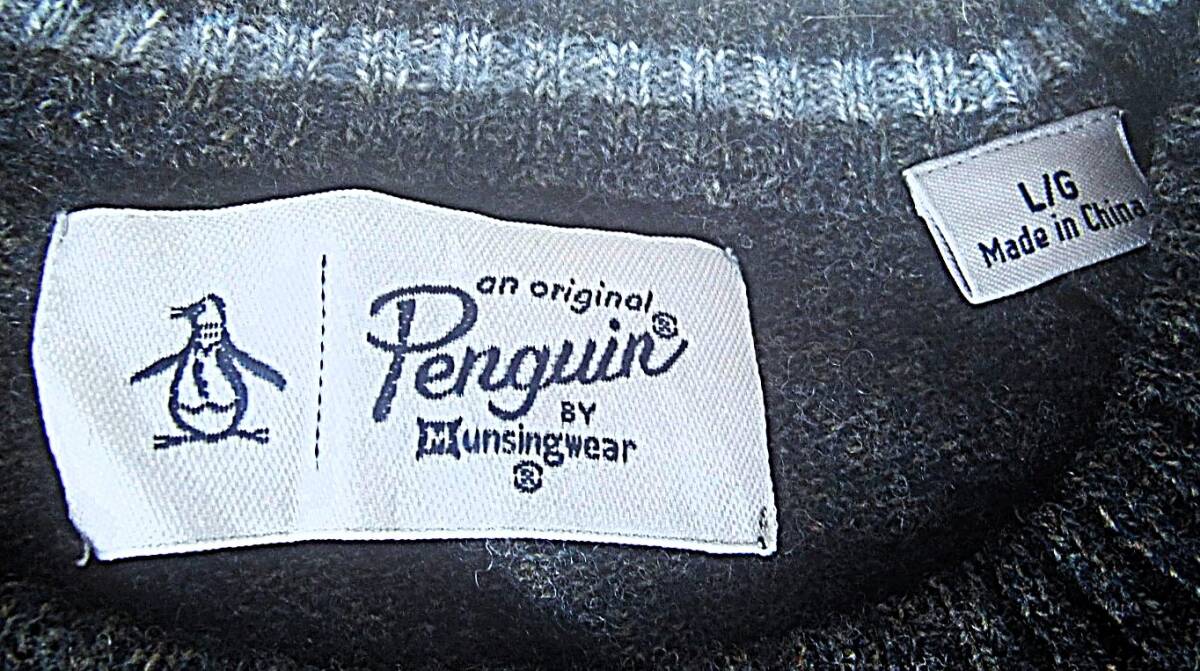 an original
Penguin®
BY
Munsingwear
®
L/G
Made in China